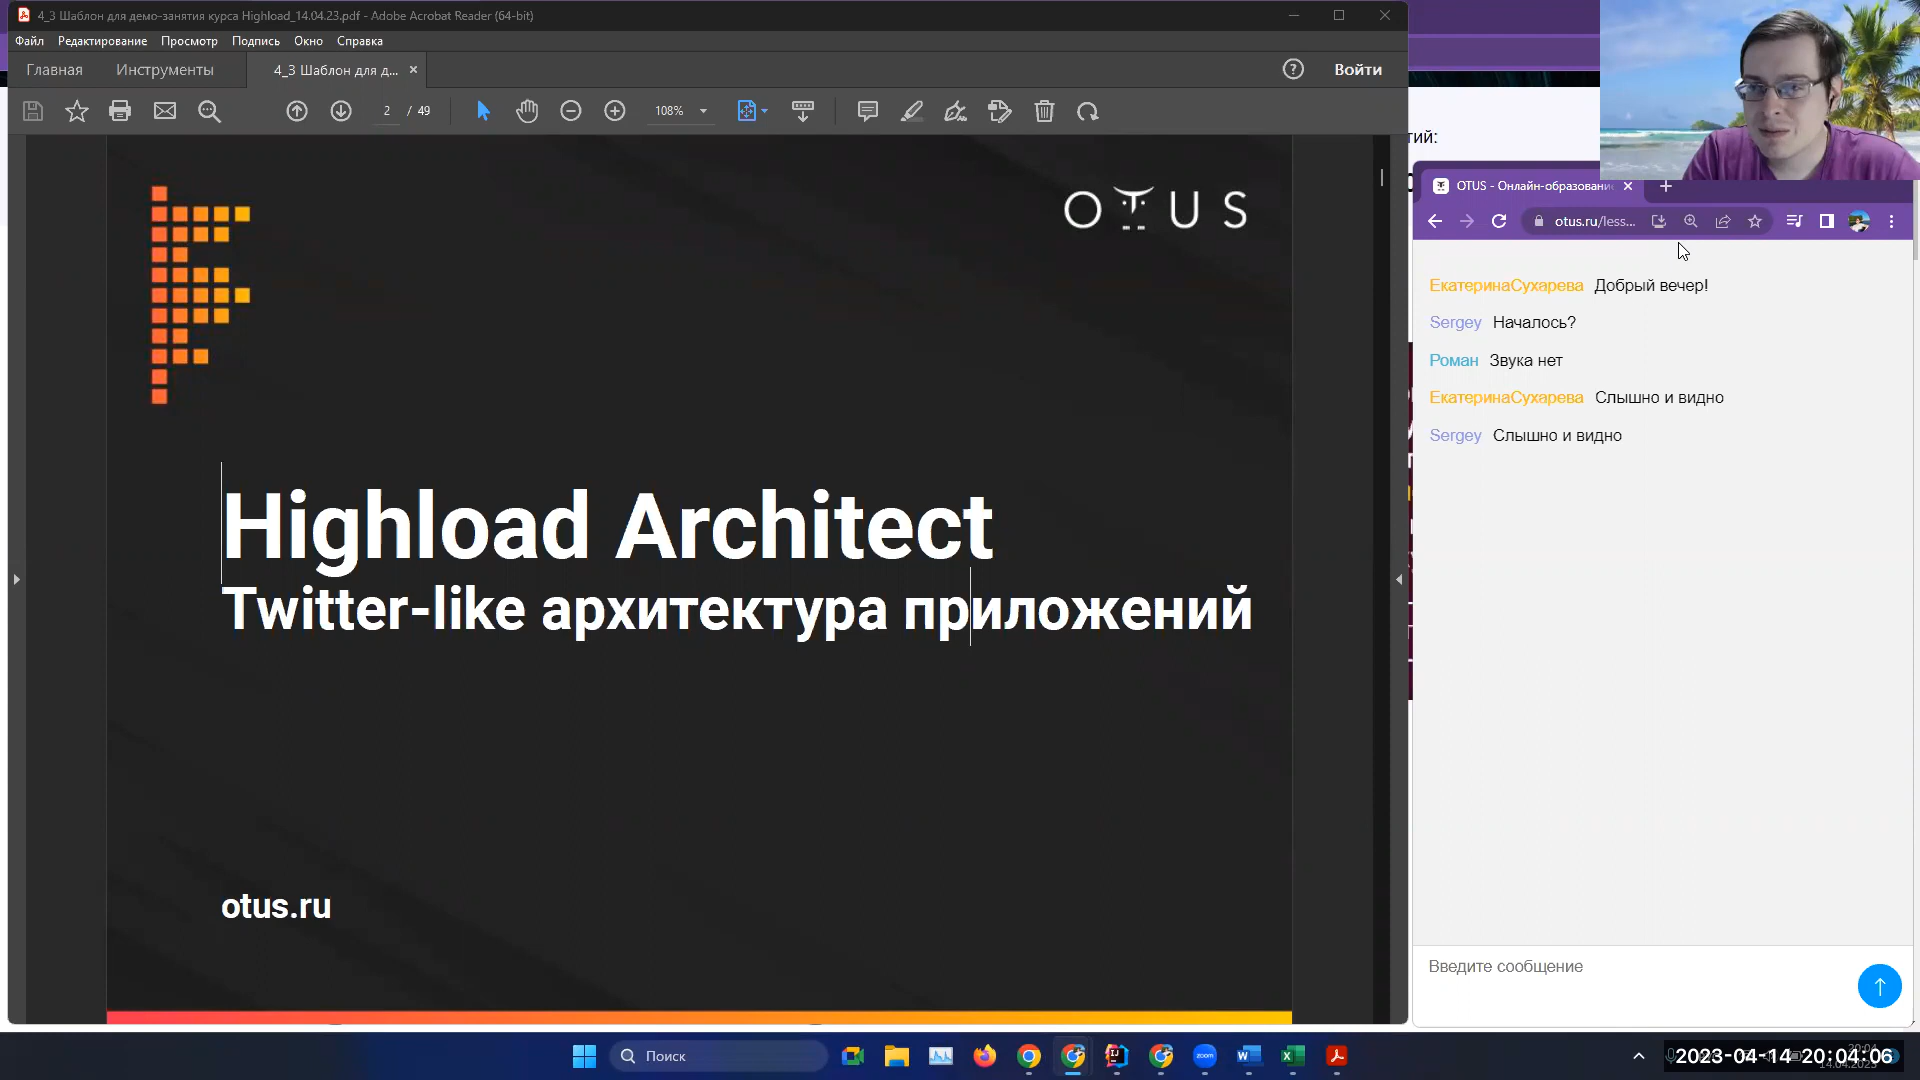 4_3 Шаблон для демо-занятия курса Highload_14.04.23.pdf - Adobe Acrobat Reader (64-bit)
Файл Редактирование Просмотр Подпись Окно Справка
Главная Инструменты 4_3 Шаблон для д... Войти
2 / 49 108%
OTUS
Highload Architect
Twitter-like архитектура приложений
otus.ru
тий:
OTUS - Онлайн-образование
otus.ru/less...
ЕкатеринаСухарева Добрый вечер!
Sergey Началось?
Роман Звука нет
ЕкатеринаСухарева Слышно и видно
Sergey Слышно и видно
Введите сообщение
Поиск
zoom
2023-04-14 20:04:06